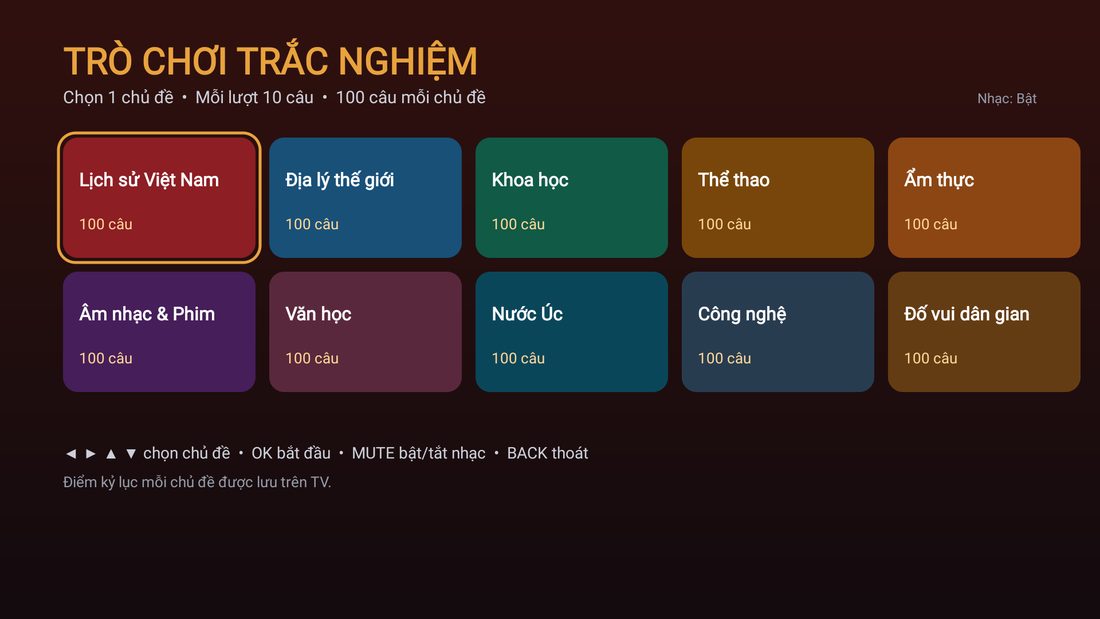 TRÒ CHƠI TRẮC NGHIỆM
Chọn 1 chủ đề • Mỗi lượt 10 câu • 100 câu mỗi chủ đề
Nhạc: Bật
Lịch sử Việt Nam
100 câu
Địa lý thế giới
100 câu
Khoa học
100 câu
Thể thao
100 câu
Ẩm thực
100 câu
Âm nhạc & Phim
100 câu
Văn học
100 câu
Nước Úc
100 câu
Công nghệ
100 câu
Đố vui dân gian
100 câu
◄ ► ▲ ▼ chọn chủ đề • OK bắt đầu • MUTE bật/tắt nhạc • BACK thoát
Điểm kỷ lục mỗi chủ đề được lưu trên TV.